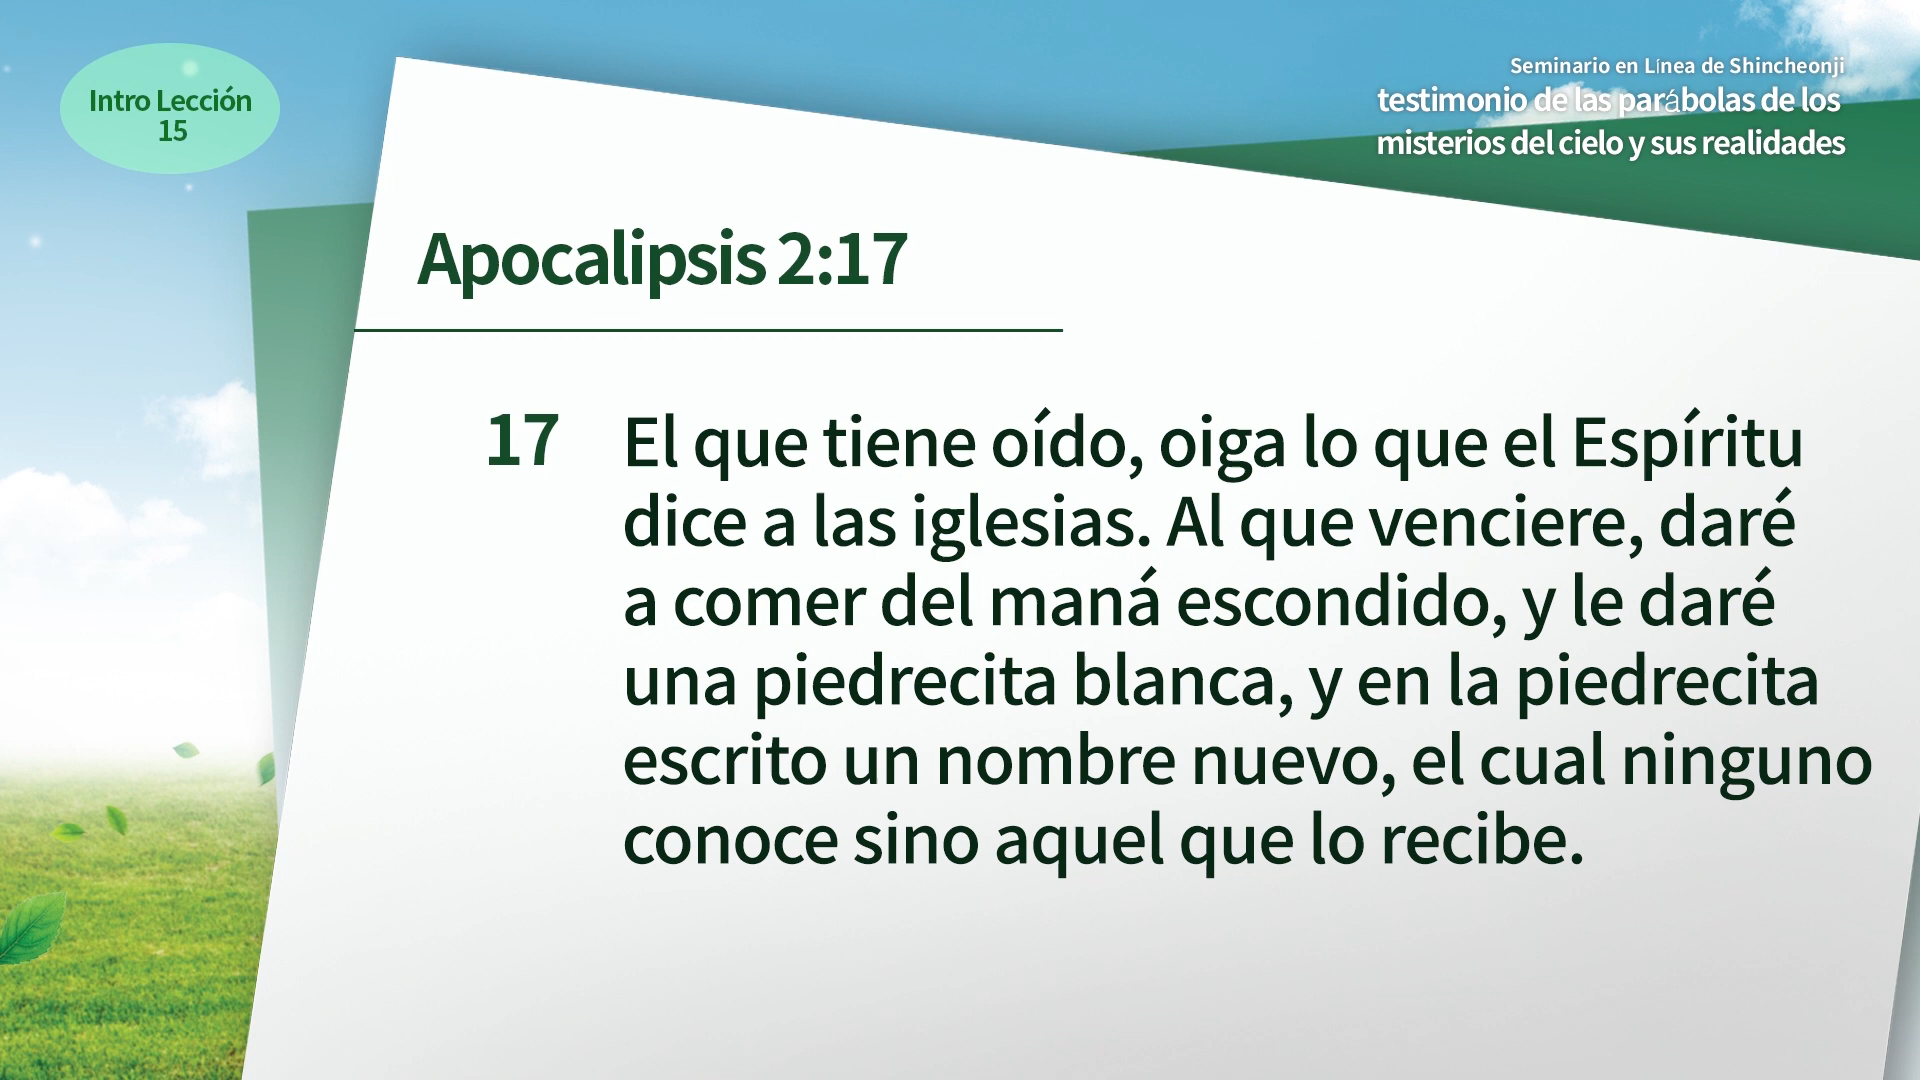 Intro Lección
15
Seminario en Línea de Shincheonji
testimonio de las parábolas de los
misterios del cielo y sus realidades
Apocalipsis 2:17
17 El que tiene oído, oiga lo que el Espíritu
dice a las iglesias. Al que venciere, daré
a comer del maná escondido, y le daré
una piedrecita blanca, y en la piedrecita
escrito un nombre nuevo, el cual ninguno
conoce sino aquel que lo recibe.